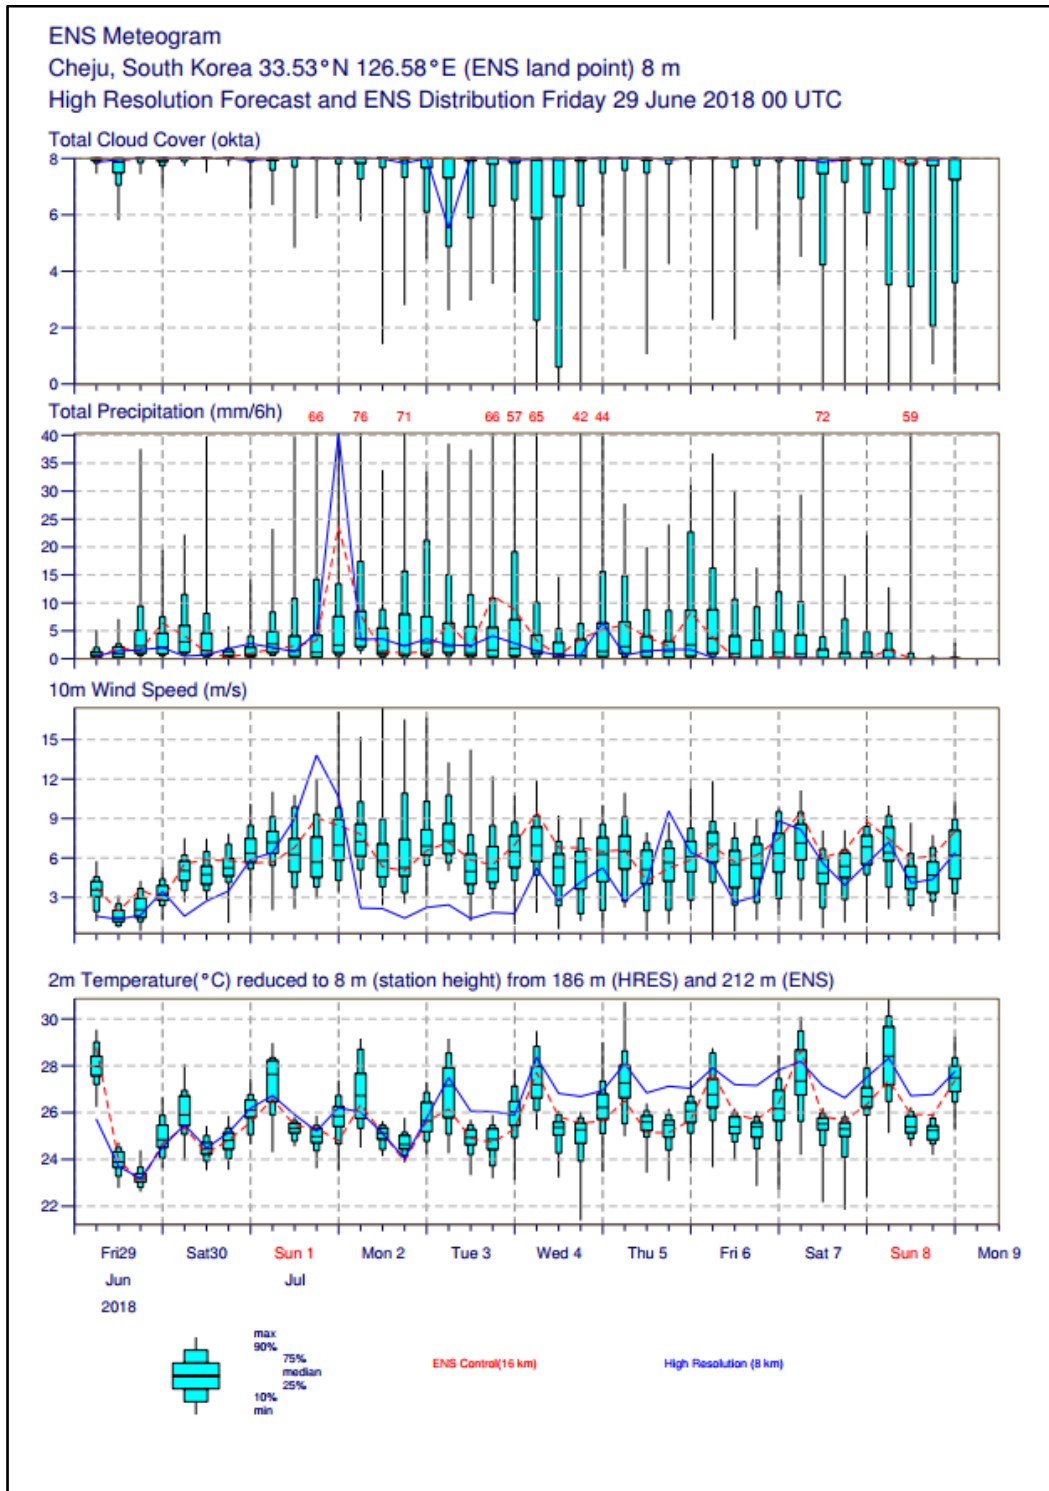 ENS Meteogram
Cheju, South Korea 33.53°N 126.58°E (ENS land point) 8 m
High Resolution Forecast and ENS Distribution Friday 29 June 2018 00 UTC
Total Cloud Cover (okta)
8
6
4
2
0
Total Precipitation (mm/6h)
66 76 71 66 57 65 42 44 72 59
40
35
30
25
20
15
10
5
0
10m Wind Speed (m/s)
15
12
9
6
3
2m Temperature(°C) reduced to 8 m (station height) from 186 m (HRES) and 212 m (ENS)
30
28
26
24
22
Fri29 Sat30 Sun 1 Mon 2 Tue 3 Wed 4 Thu 5 Fri 6 Sat 7 Sun 8 Mon 9
Jun Jul
2018
max
90%
75%
median
25%
10%
min
ENS Control(16 km)
High Resolution (8 km)